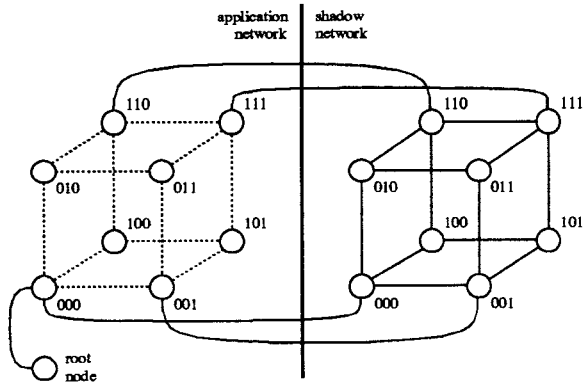 application shadow
network network
110 111 110 111
010 011 010 011
100 101 100 101
000 001 000 001
root
node